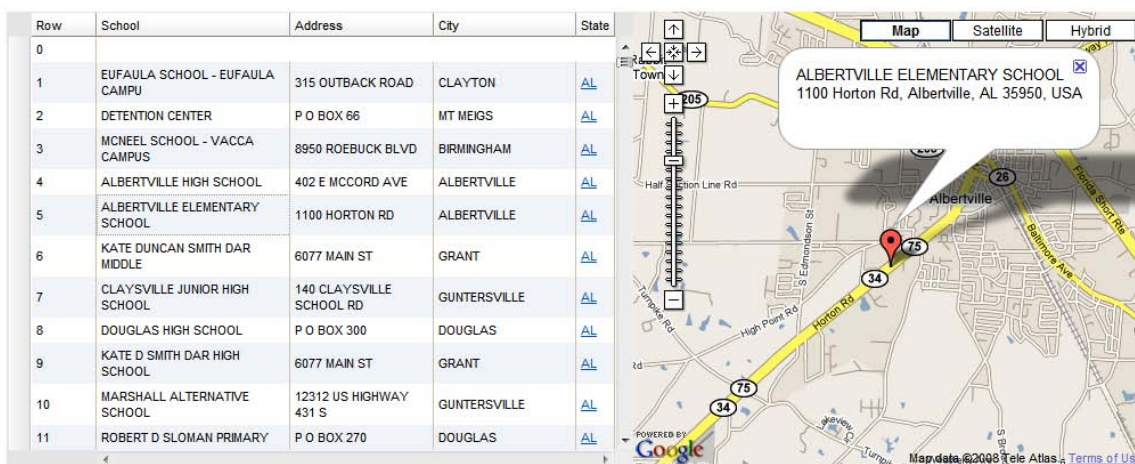 Row School Address City State
0
1 EUFAULA SCHOOL - EUFAULA CAMPU 315 OUTBACK ROAD CLAYTON AL
2 DETENTION CENTER P O BOX 66 MT MEIGS AL
3 MCNEEL SCHOOL - VACCA CAMPUS 8950 ROEBUCK BLVD BIRMINGHAM AL
4 ALBERTVILLE HIGH SCHOOL 402 E MCCORD AVE ALBERTVILLE AL
5 ALBERTVILLE ELEMENTARY SCHOOL 1100 HORTON RD ALBERTVILLE AL
6 KATE DUNCAN SMITH DAR MIDDLE 6077 MAIN ST GRANT AL
7 CLAYSVILLE JUNIOR HIGH SCHOOL 140 CLAYSVILLE SCHOOL RD GUNTERSVILLE AL
8 DOUGLAS HIGH SCHOOL P O BOX 300 DOUGLAS AL
9 KATE D SMITH DAR HIGH SCHOOL 6077 MAIN ST GRANT AL
10 MARSHALL ALTERNATIVE SCHOOL 12312 US HIGHWAY 431 S GUNTERSVILLE AL
11 ROBERT D SLOMAN PRIMARY P O BOX 270 DOUGLAS AL
Map Satellite Hybrid
ALBERTVILLE ELEMENTARY SCHOOL
1100 Horton Rd, Albertville, AL 35950, USA
Town
205
26
Albertville
Florida Short Rte
Baltimore Ave
S Edmondson St
75
34
Horton Rd
High Point Rd
Turnpike Rd
Rd
75
34
POWERED BY
Google
Map data ©2008 Tele Atlas - Terms of Us